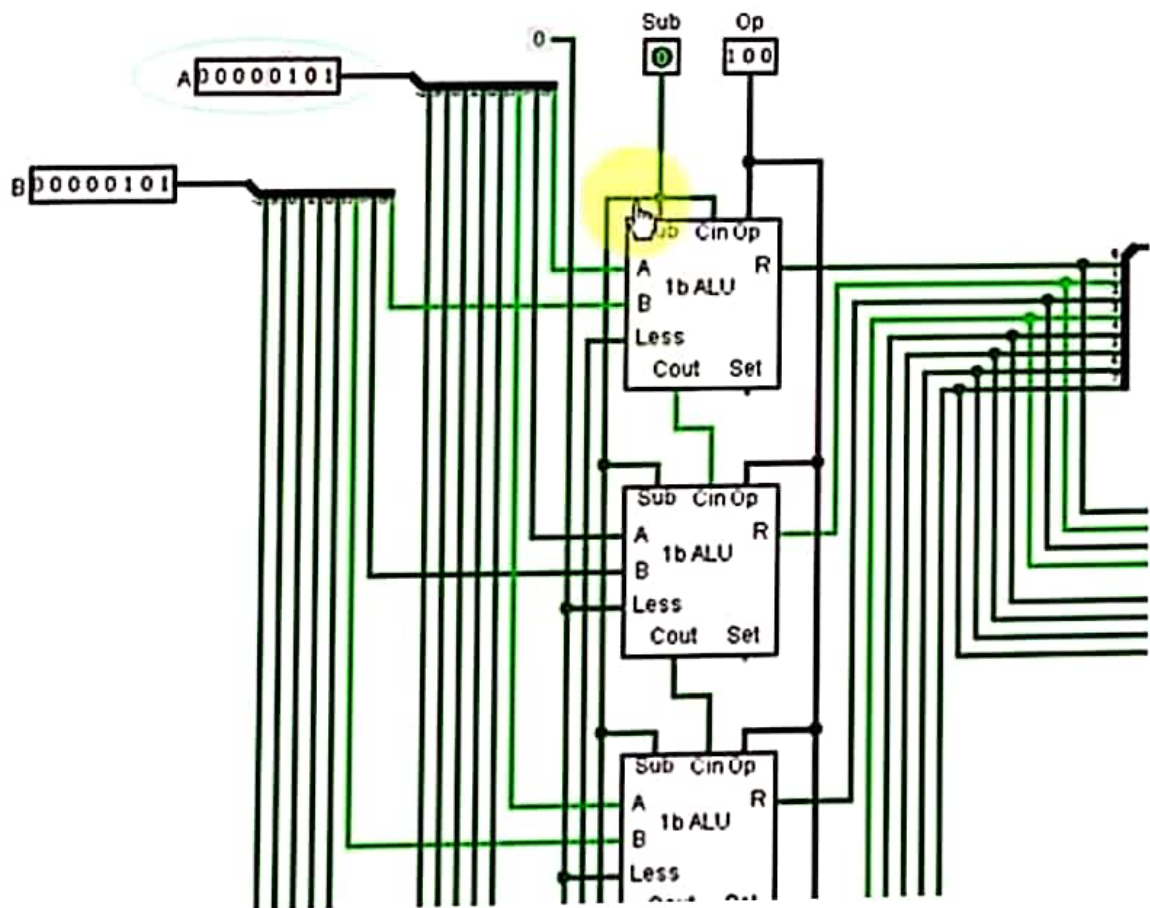 Sub Op
0
0
100
A 00000101
B 00000101
Sub Cin Op
A R
1b ALU
B
Less
Cout Set
Sub Cin Op
A R
1b ALU
B
Less
Cout Set
Sub Cin Op
A R
1b ALU
B
Less